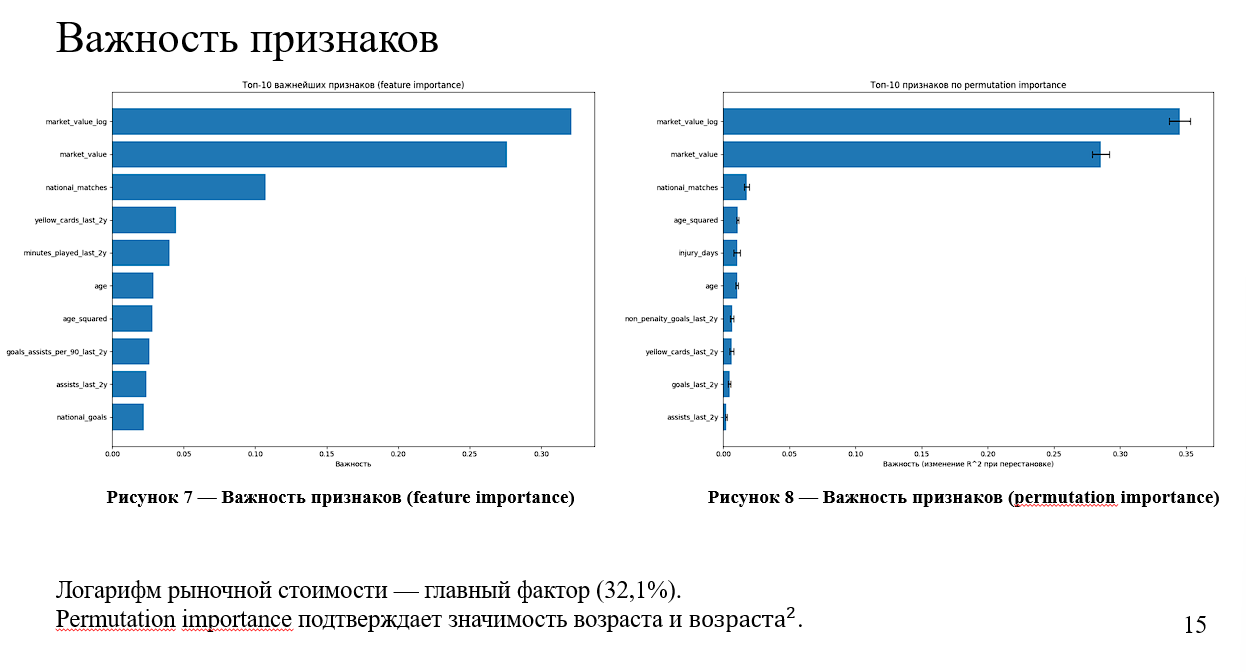 Важность признаков
Топ-10 важнейших признаков (feature importance)
market_value_log
market_value
national_matches
yellow_cards_last_2y
minutes_played_last_2y
age
age_squared
goals_assists_per_90_last_2y
assists_last_2y
national_goals
0.00 0.05 0.10 0.15 0.20 0.25 0.30
Важность
Рисунок 7 — Важность признаков (feature importance)
Топ-10 признаков по permutation importance
market_value_log
market_value
national_matches
age_squared
injury_days
age
non_penalty_goals_last_2y
yellow_cards_last_2y
goals_last_2y
assists_last_2y
0.00 0.05 0.10 0.15 0.20 0.25 0.30 0.35
Важность (изменение R^2 при перестановке)
Рисунок 8 — Важность признаков (permutation importance)
Логарифм рыночной стоимости — главный фактор (32,1%).
Permutation importance подтверждает значимость возраста и возраста².
15